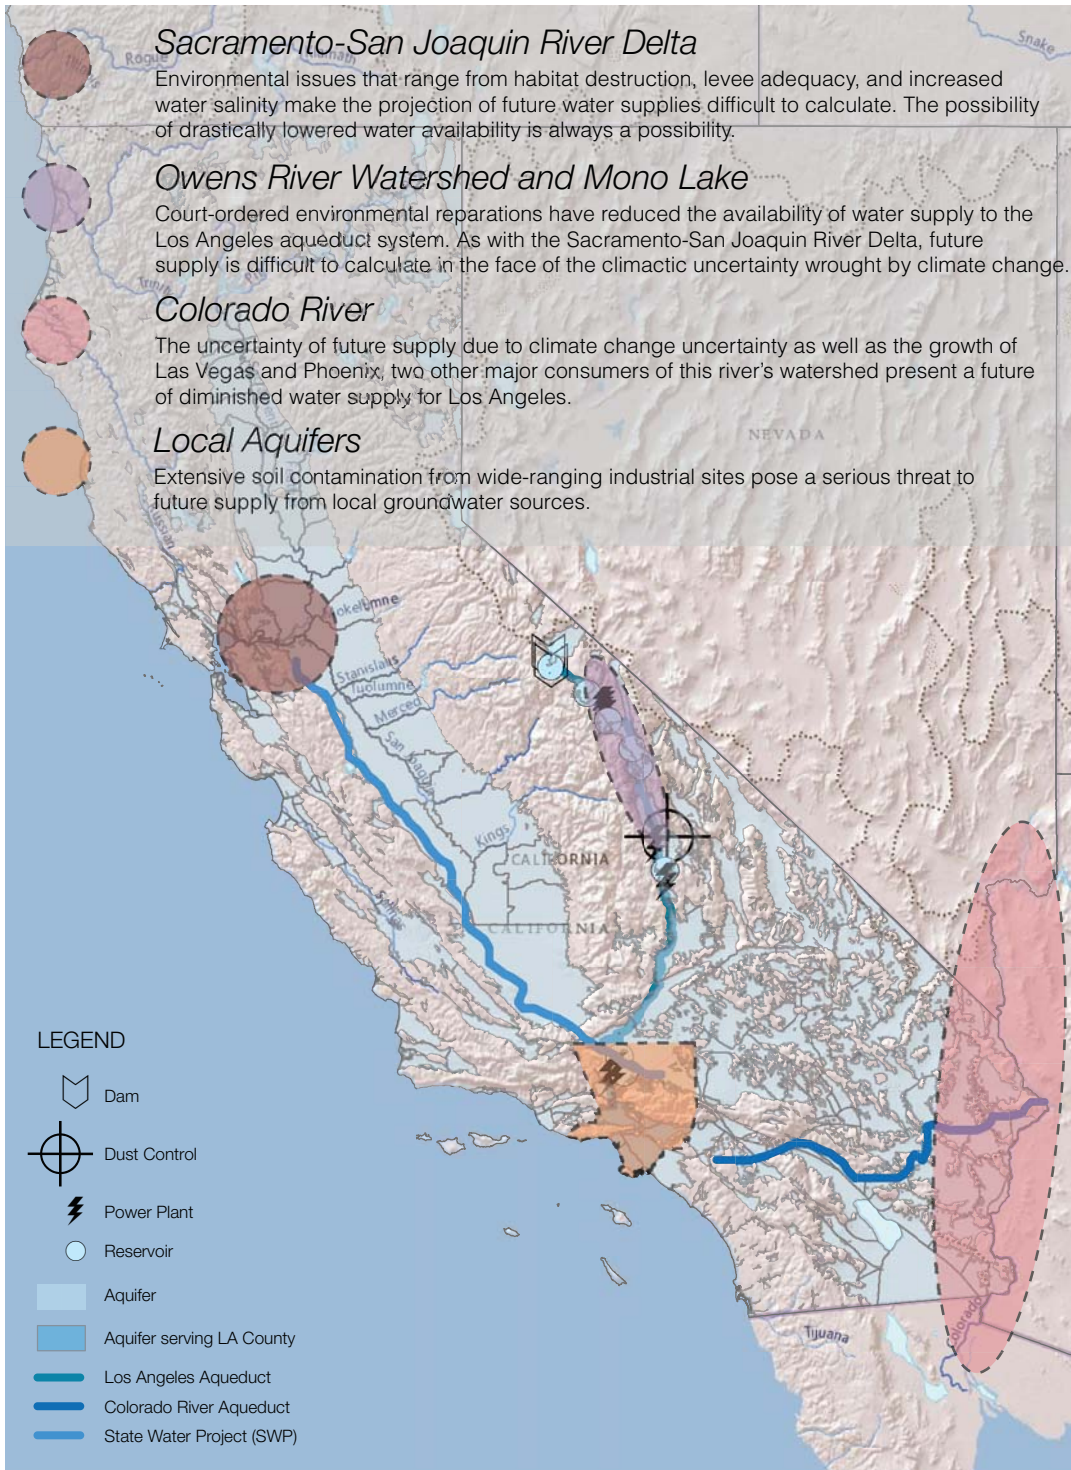 Sacramento-San Joaquin River Delta
Environmental issues that range from habitat destruction, levee adequacy, and increased
water salinity make the projection of future water supplies difficult to calculate. The possibility
of drastically lowered water availability is always a possibility.
Owens River Watershed and Mono Lake
Court-ordered environmental reparations have reduced the availability of water supply to the
Los Angeles aqueduct system. As with the Sacramento-San Joaquin River Delta, future
supply is difficult to calculate in the face of the climactic uncertainty wrought by climate change.
Colorado River
The uncertainty of future supply due to climate change uncertainty as well as the growth of
Las Vegas and Phoenix, two other major consumers of this river's watershed present a future
of diminished water supply for Los Angeles.
Local Aquifers
Extensive soil contamination from wide-ranging industrial sites pose a serious threat to
future supply from local groundwater sources.
Rogue
Klamath
Snake
Trinity
NEVADA
Russian
okelumne
Stanislaus
Tuolumne
Merced
San Joaquin
Kings
CALIFORNIA
CALIFORNIA
Salinas
Colorado
Tijuana
LEGEND
Dam
Dust Control
Power Plant
Reservoir
Aquifer
Aquifer serving LA County
Los Angeles Aqueduct
Colorado River Aqueduct
State Water Project (SWP)